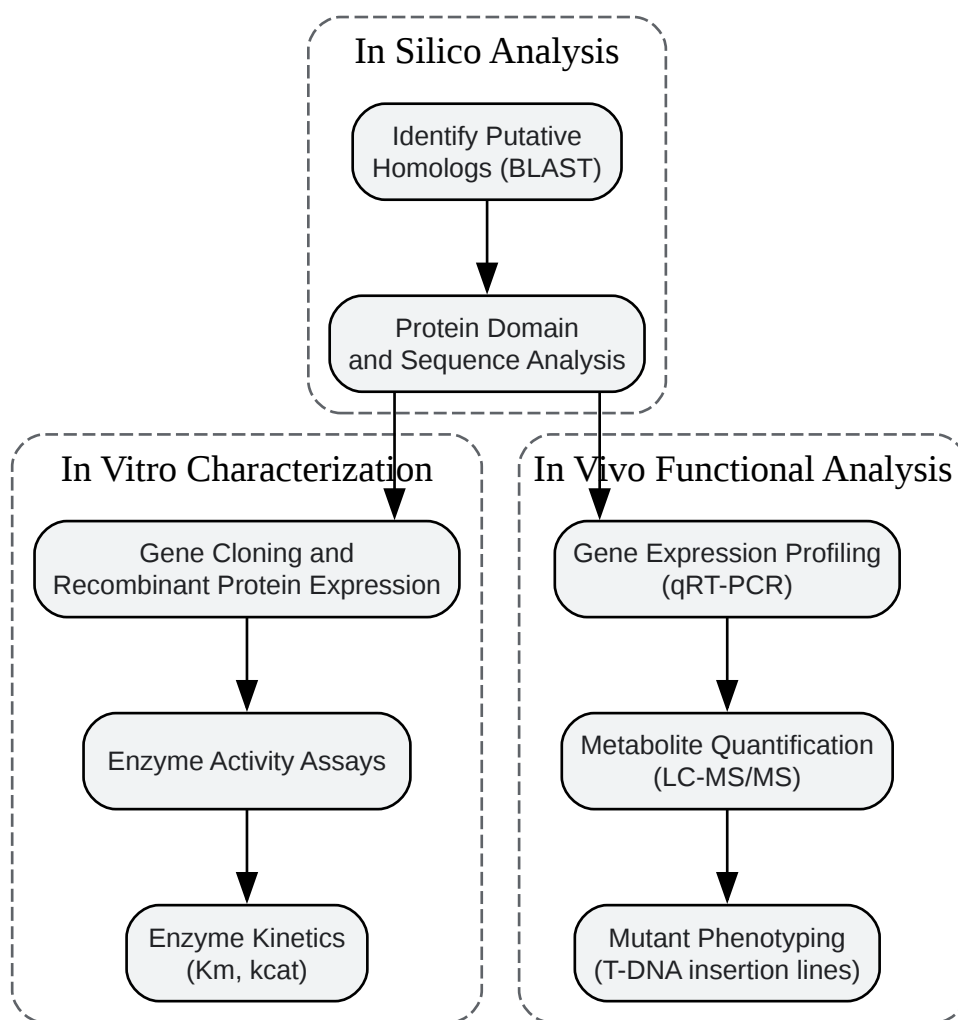 In Silico Analysis
Identify Putative
Homologs (BLAST)
Protein Domain
and Sequence Analysis
In Vitro Characterization
Gene Cloning and
Recombinant Protein Expression
Enzyme Activity Assays
Enzyme Kinetics
(Km, kcat)
In Vivo Functional Analysis
Gene Expression Profiling
(qRT-PCR)
Metabolite Quantification
(LC-MS/MS)
Mutant Phenotyping
(T-DNA insertion lines)